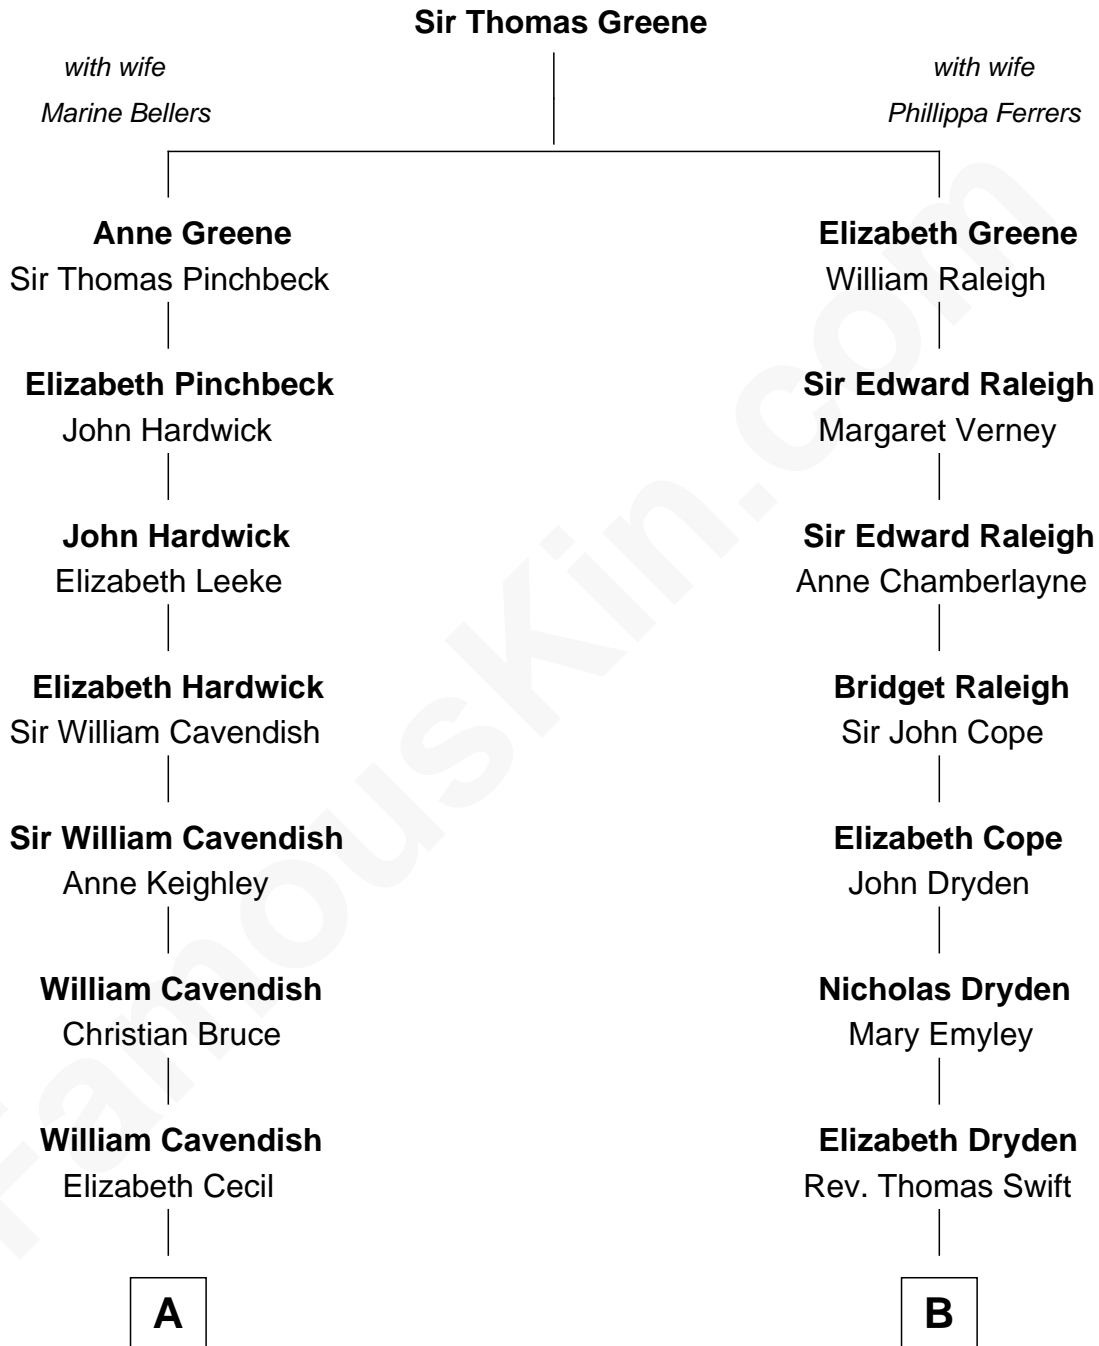 Sir Thomas Greene
with wife
Marine Bellers
with wife
Phillippa Ferrers
Anne Greene
Sir Thomas Pinchbeck
Elizabeth Greene
William Raleigh
Elizabeth Pinchbeck
John Hardwick
Sir Edward Raleigh
Margaret Verney
John Hardwick
Elizabeth Leeke
Sir Edward Raleigh
Anne Chamberlayne
Elizabeth Hardwick
Sir William Cavendish
Bridget Raleigh
Sir John Cope
Sir William Cavendish
Anne Keighley
Elizabeth Cope
John Dryden
William Cavendish
Christian Bruce
Nicholas Dryden
Mary Emyley
William Cavendish
Elizabeth Cecil
Elizabeth Dryden
Rev. Thomas Swift
A
B
FamousKin.com